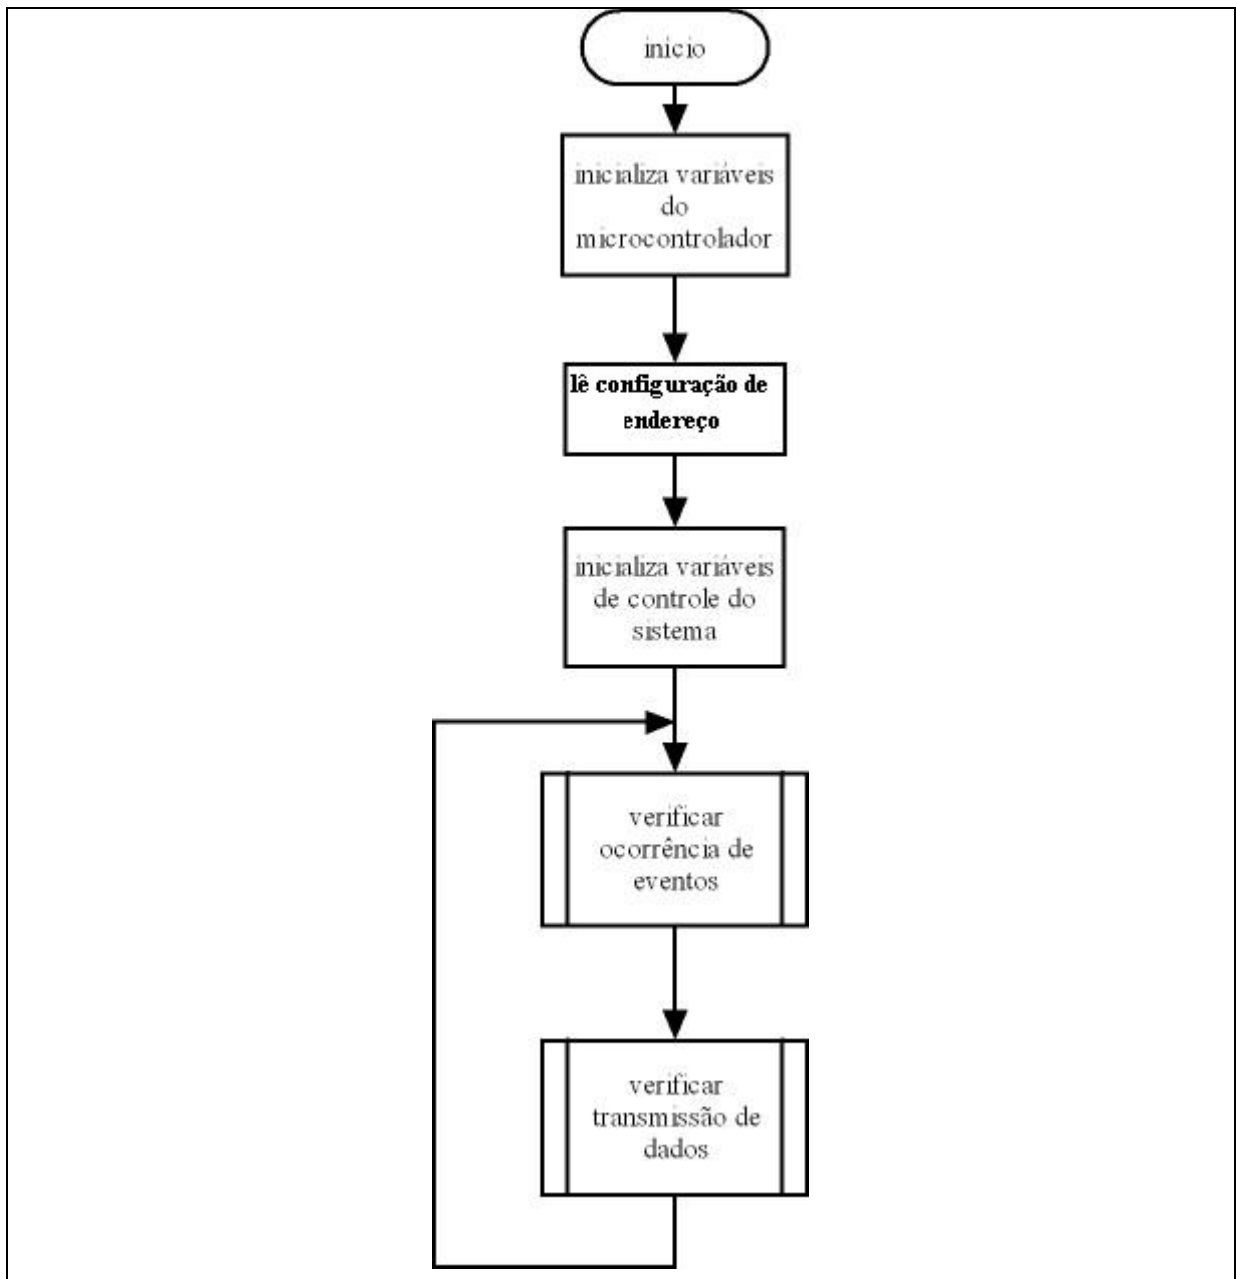 inicio
inicializa variáveis
do
microcontrolador
lê configuração de
endereço
inicializa variáveis
de controle do
sistema
verificar
ocorrência de
eventos
verificar
transmissão de
dados